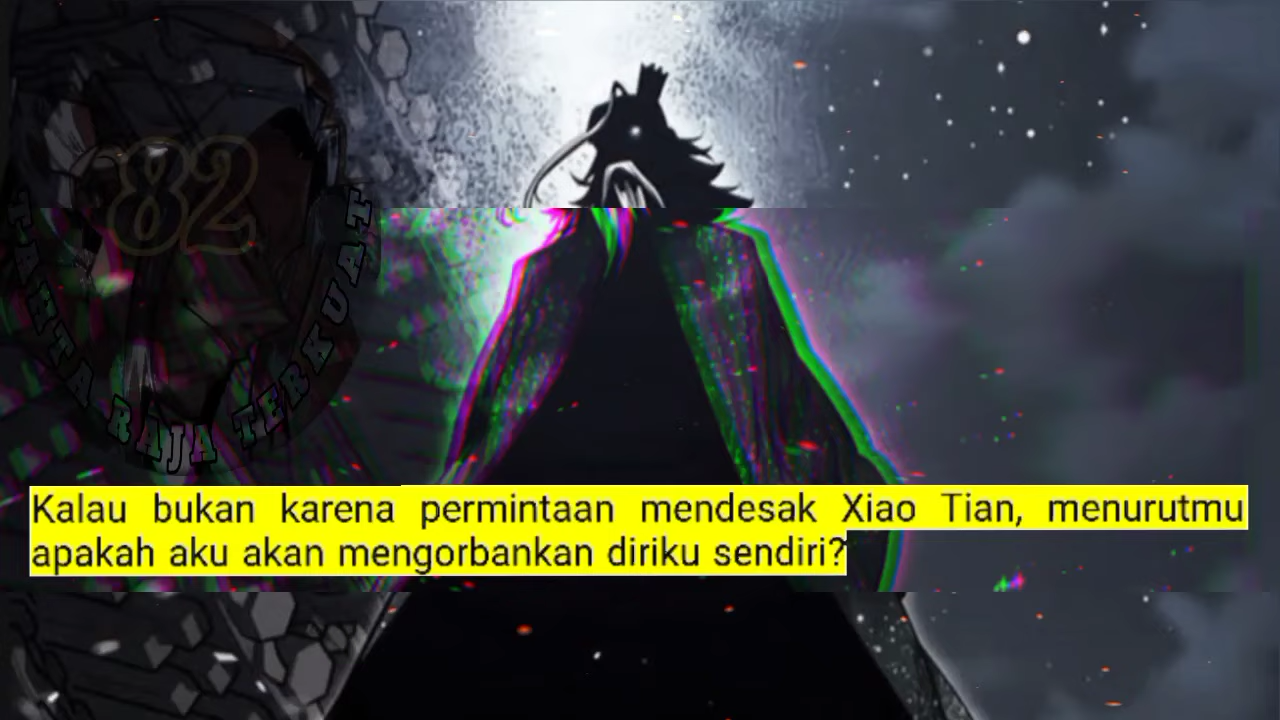 82
TAHTA RAJA TERKUAT
Kalau bukan karena permintaan mendesak Xiao Tian, menurutmu
apakah aku akan mengorbankan diriku sendiri?